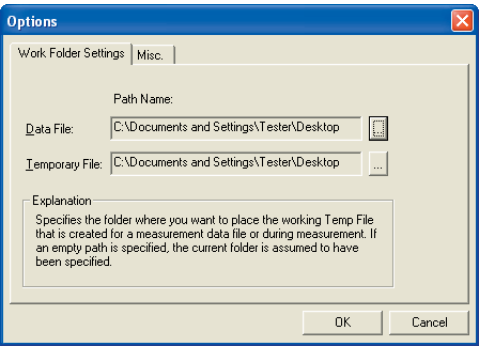 Options
Work Folder Settings Misc.
Path Name:
Data File: C:\Documents and Settings\Tester\Desktop ...
Temporary File: C:\Documents and Settings\Tester\Desktop ...
Explanation
Specifies the folder where you want to place the working Temp File
that is created for a measurement data file or during measurement. If
an empty path is specified, the current folder is assumed to have
been specified.
OK Cancel